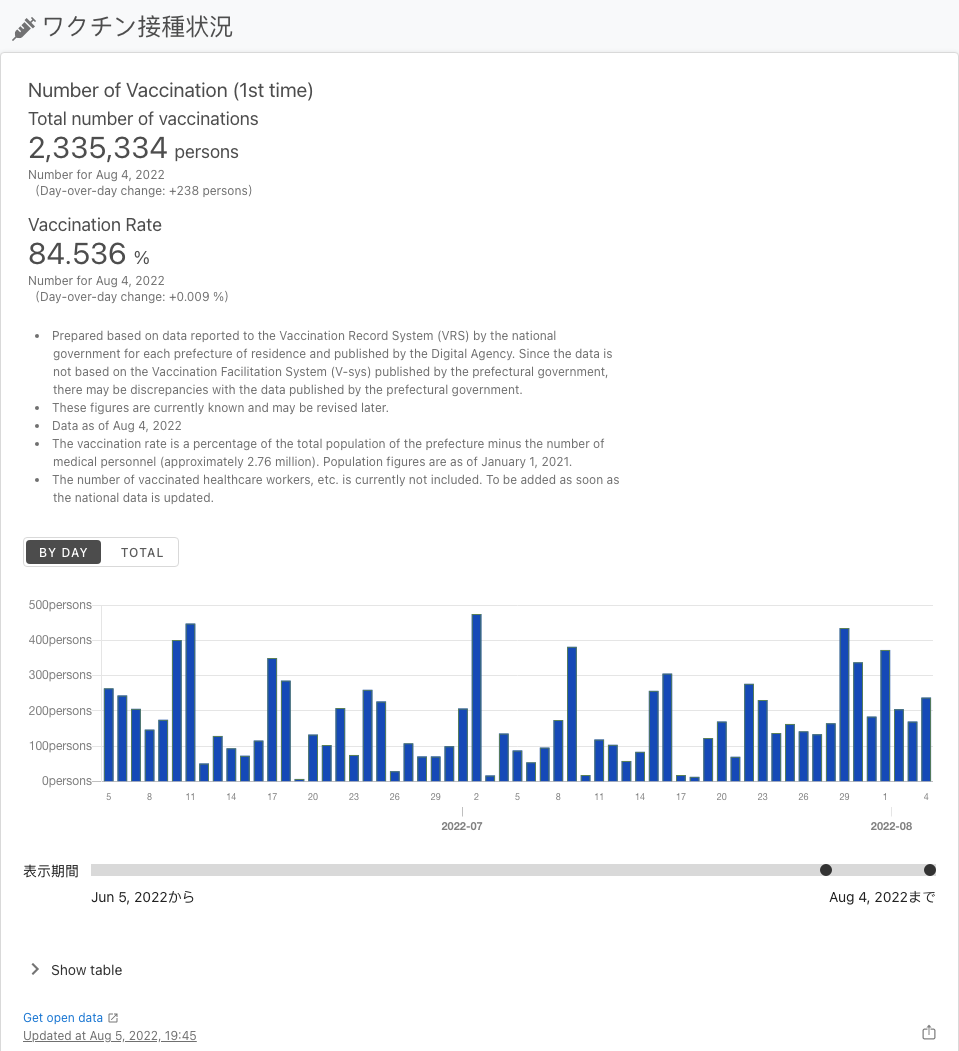 ワクチン接種状況
Number of Vaccination (1st time)
Total number of vaccinations
2,335,334 persons
Number for Aug 4, 2022
(Day-over-day change: +238 persons)
Vaccination Rate
84.536 %
Number for Aug 4, 2022
(Day-over-day change: +0.009 %)
• Prepared based on data reported to the Vaccination Record System (VRS) by the national
government for each prefecture of residence and published by the Digital Agency. Since the data is
not based on the Vaccination Facilitation System (V-sys) published by the prefectural government,
there may be discrepancies with the data published by the prefectural government.
• These figures are currently known and may be revised later.
• Data as of Aug 4, 2022
• The vaccination rate is a percentage of the total population of the prefecture minus the number of
medical personnel (approximately 2.76 million). Population figures are as of January 1, 2021.
• The number of vaccinated healthcare workers, etc. is currently not included. To be added as soon as
the national data is updated.
BY DAY TOTAL
500persons
400persons
300persons
200persons
100persons
0persons
5 8 11 14 17 20 23 26 29 2 5 8 11 14 17 20 23 26 29 1 4
2022-07 2022-08
表示期間
Jun 5, 2022から Aug 4, 2022まで
Show table
Get open data
Updated at Aug 5, 2022, 19:45